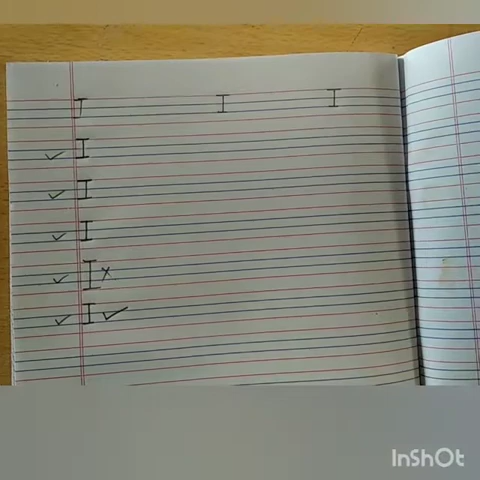 T I I
✓ I
✓ I
✓ I
✓ I ×
✓ I ✓
InShOt